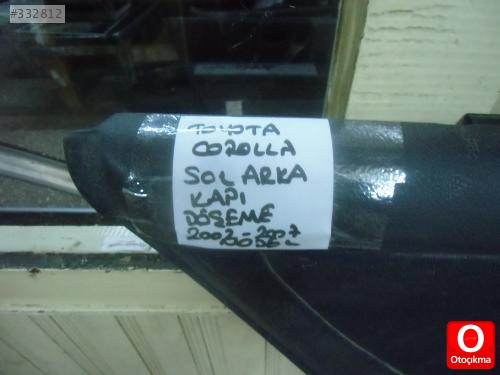 #332812
TOYOTA
COROLLA
SOL ARKA
KAPI
DÖŞEME
2002-2007
O
Otoçıkma